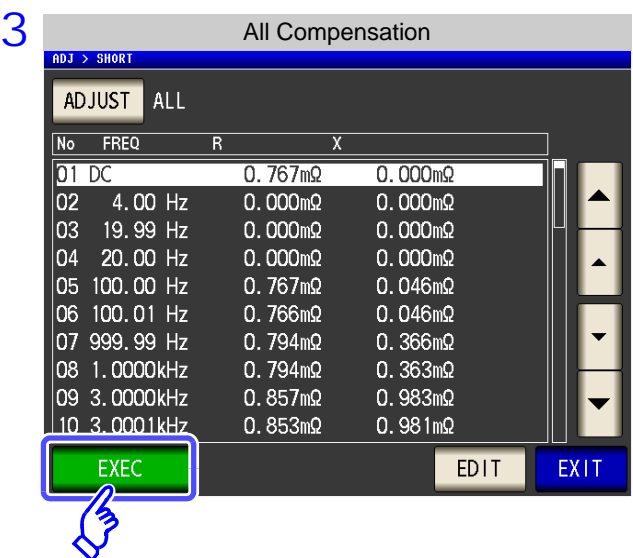 3
All Compensation
ADJ > SHORT
ADJUST ALL
No FREQ R X
01 DC 0.767mΩ 0.000mΩ
02 4.00 Hz 0.000mΩ 0.000mΩ
03 19.99 Hz 0.000mΩ 0.000mΩ
04 20.00 Hz 0.000mΩ 0.000mΩ
05 100.00 Hz 0.767mΩ 0.046mΩ
06 100.01 Hz 0.766mΩ 0.046mΩ
07 999.99 Hz 0.794mΩ 0.366mΩ
08 1.0000kHz 0.794mΩ 0.363mΩ
09 3.0000kHz 0.857mΩ 0.983mΩ
10 3.0001kHz 0.853mΩ 0.981mΩ
EXEC EDIT EXIT